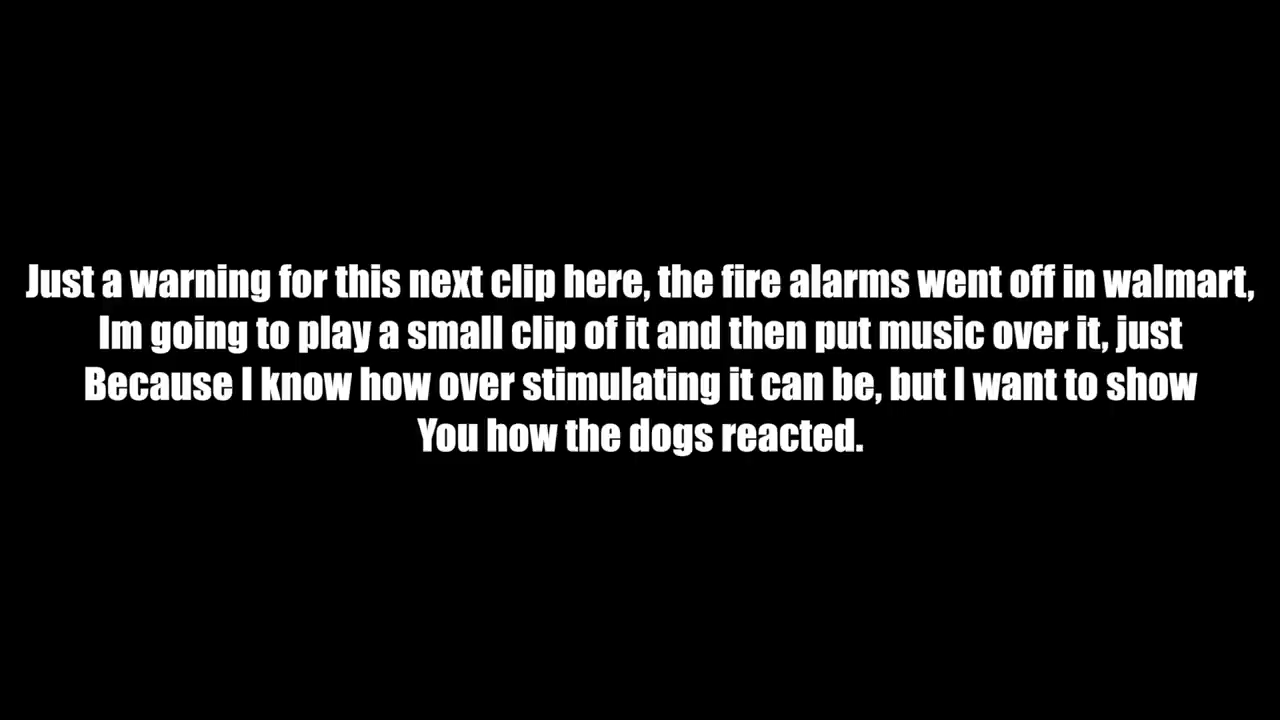 Just a warning for this next clip here, the fire alarms went off in walmart,
Im going to play a small clip of it and then put music over it, just
Because I know how over stimulating it can be, but I want to show
You how the dogs reacted.